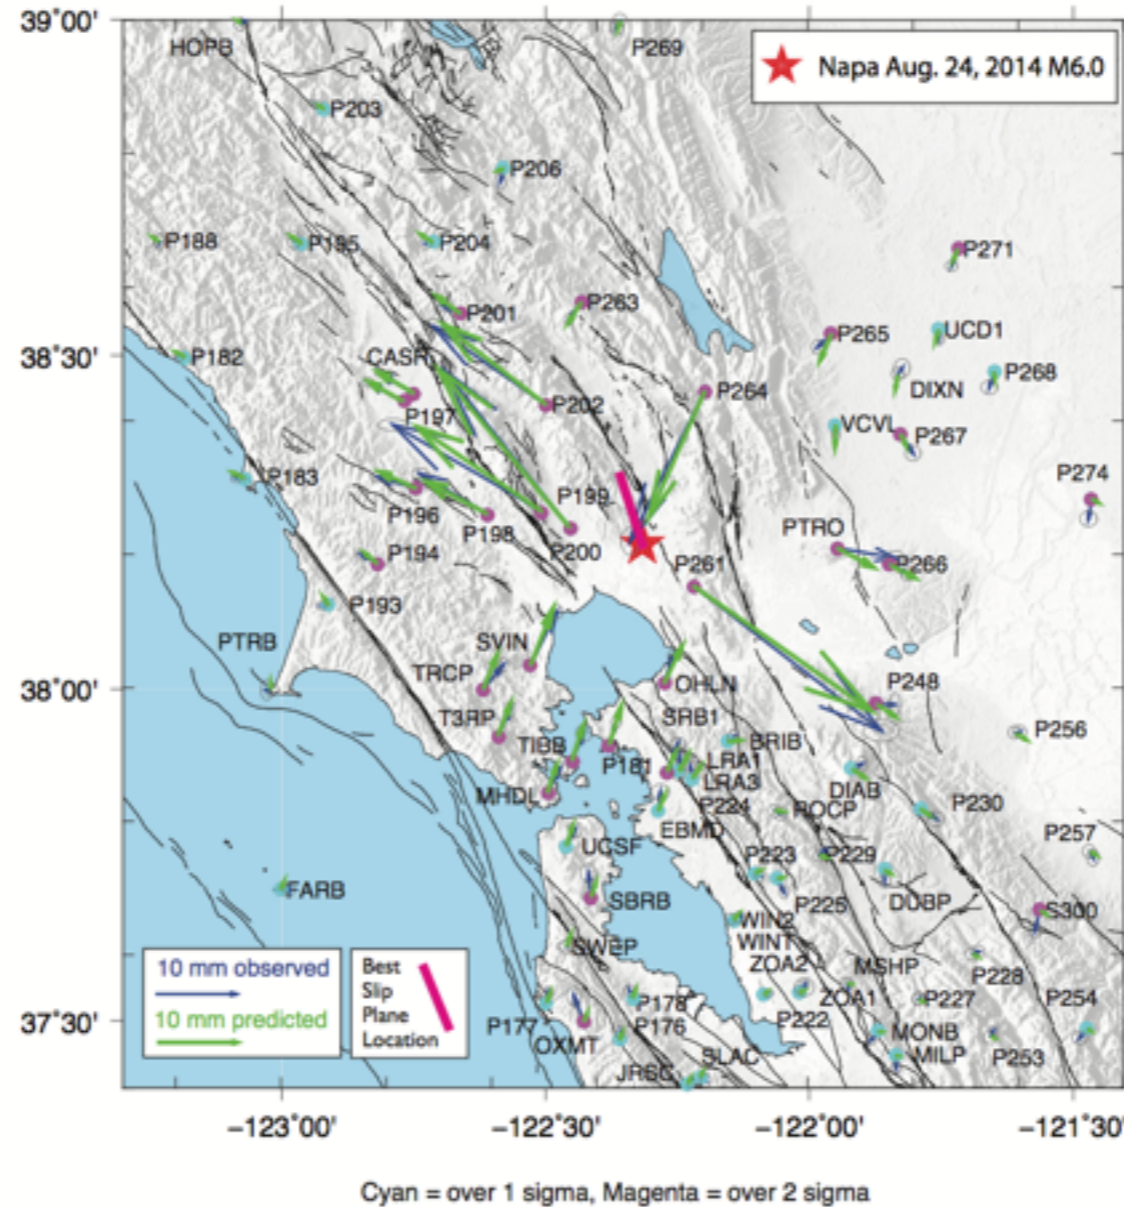 39°00'
HOPB
P269
Napa Aug. 24, 2014 M6.0
P203
P206
P188
P195
P204
P271
P201
P263
P265
UCD1
38°30'
P182
CASR
P264
P268
DIXN
P202
P197
VCVL
P267
P183
P274
P199
P196
P198
PTRO
P200
P194
P261
P266
P193
PTRB
SVIN
TRCP
38°00'
OHLN
P248
T3RP
SRB1
P256
TIBB
BRIB
P181
LRA1
LRA3
DIAB
MHDL
P224
ROCP
P230
EBMD
P257
UCSF
P223
P229
FARB
SBRB
P225
DUBP
S300
WIN2
SWEP
WINT
10 mm observed
10 mm predicted
Best
Slip
Plane
Location
ZOA2
MSHP
P228
P178
ZOA1
P227
P254
37°30'
P177
P176
P222
MONB
OXMT
SLAC
MILP
P253
JRSC
−123°00'
−122°30'
−122°00'
−121°30'
Cyan = over 1 sigma, Magenta = over 2 sigma